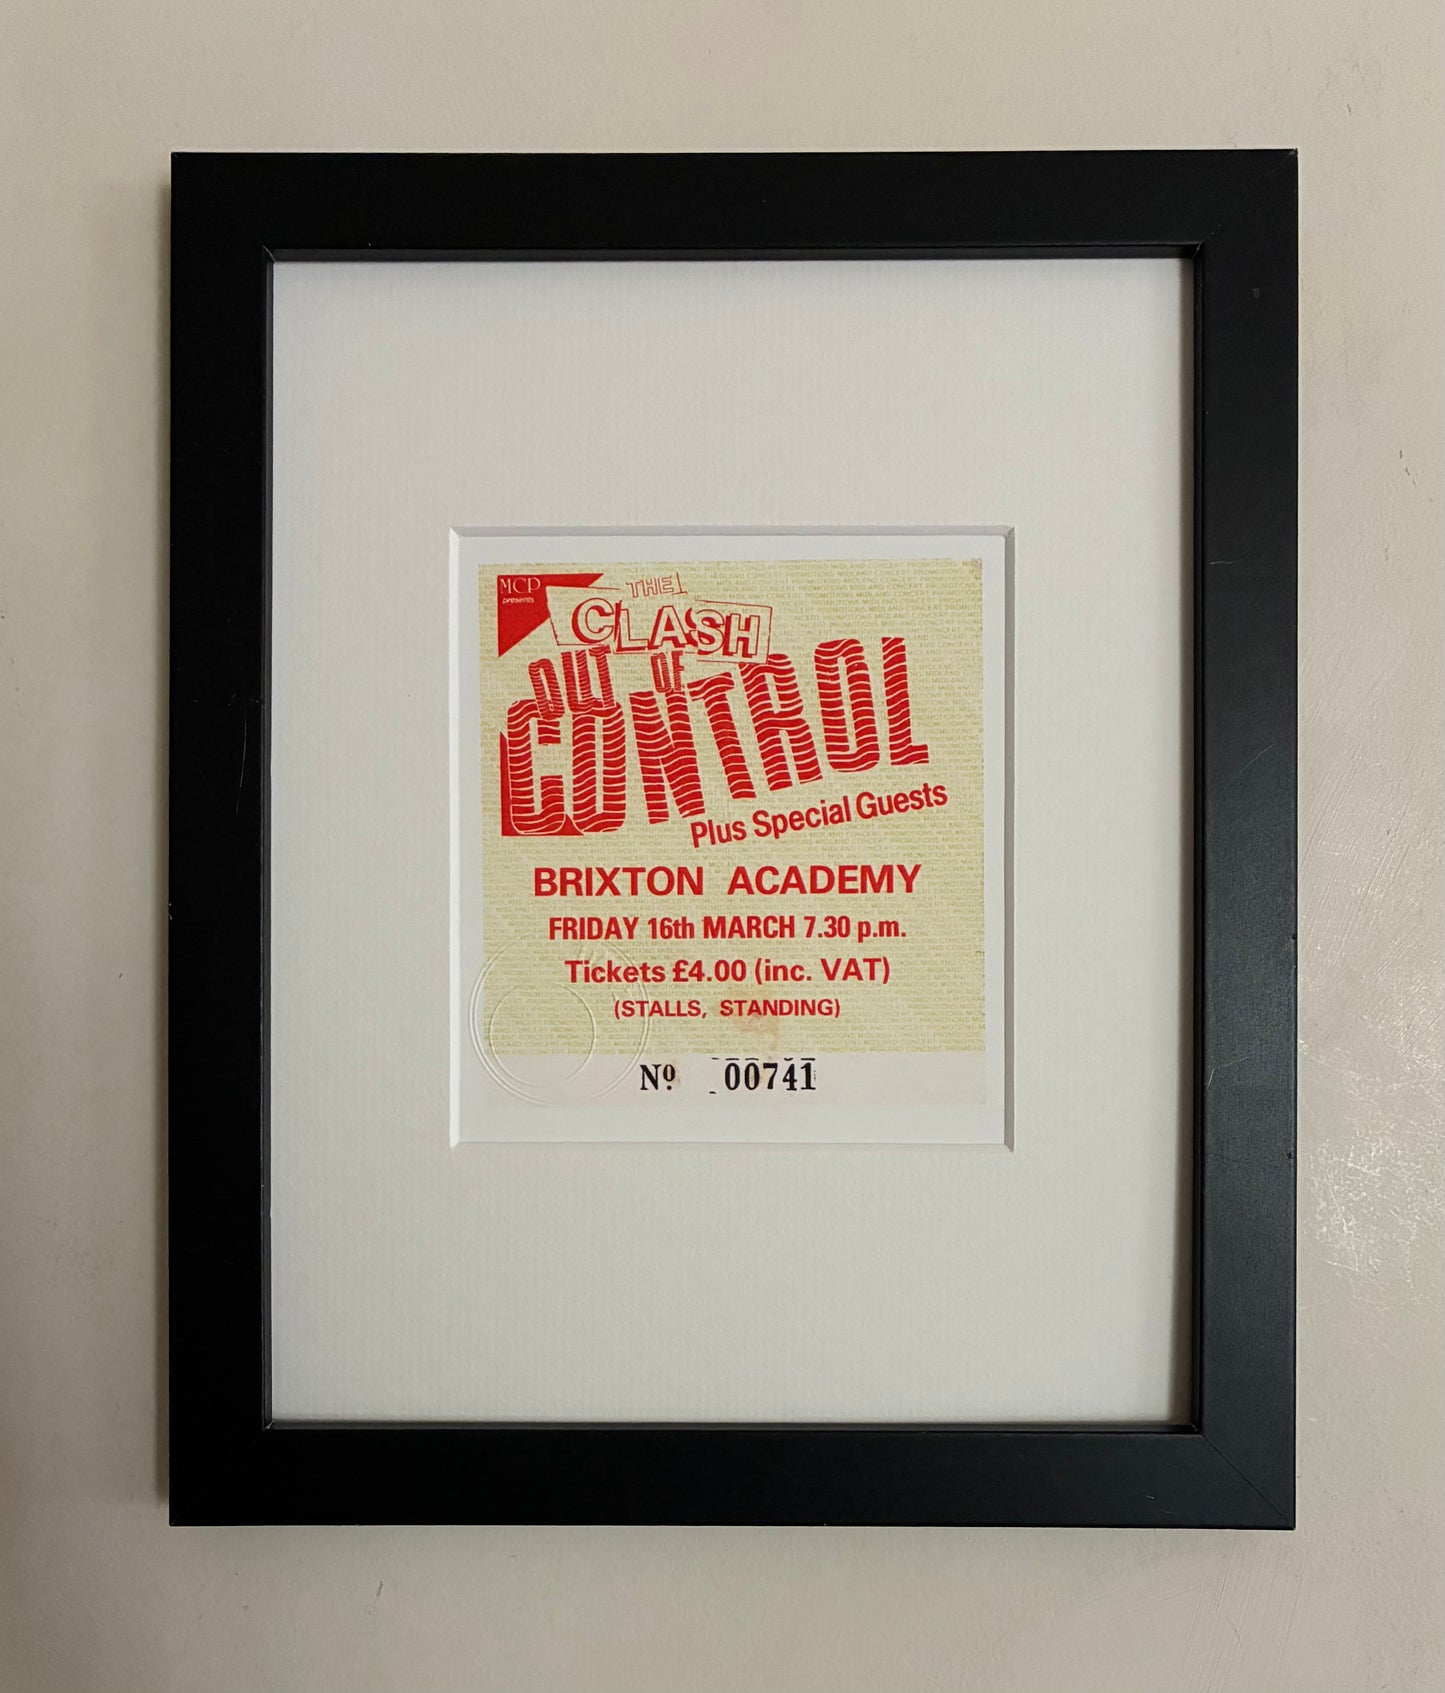 MCP
presents
THE
CLASH
OUT OF
CONTROL
Plus Special Guests
BRIXTON ACADEMY
FRIDAY 16th MARCH 7.30 p.m.
Tickets £4.00 (inc. VAT)
(STALLS, STANDING)
Nº 00741